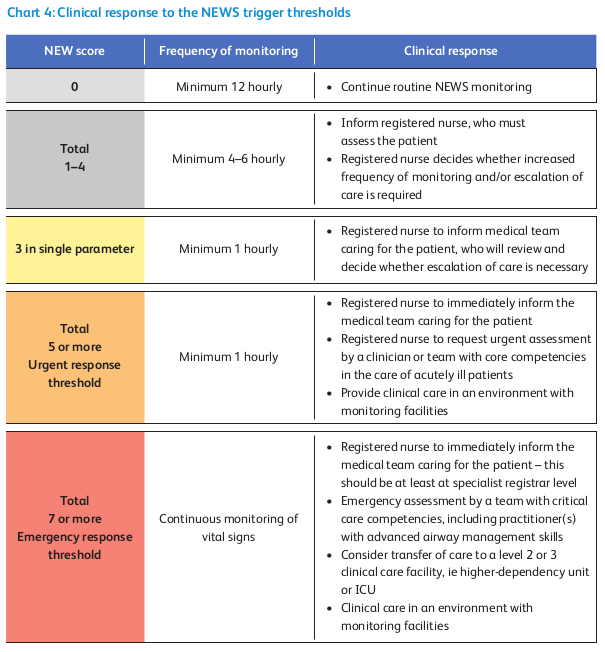 Chart 4: Clinical response to the NEWS trigger thresholds
NEW score
Frequency of monitoring
Clinical response
0
Minimum 12 hourly
• Continue routine NEWS monitoring
Total
1–4
Minimum 4–6 hourly
• Inform registered nurse, who must
assess the patient
• Registered nurse decides whether increased
frequency of monitoring and/or escalation of
care is required
3 in single parameter
Minimum 1 hourly
• Registered nurse to inform medical team
caring for the patient, who will review and
decide whether escalation of care is necessary
Total
5 or more
Urgent response
threshold
Minimum 1 hourly
• Registered nurse to immediately inform the
medical team caring for the patient
• Registered nurse to request urgent assessment
by a clinician or team with core competencies
in the care of acutely ill patients
• Provide clinical care in an environment with
monitoring facilities
Total
7 or more
Emergency response
threshold
Continuous monitoring of
vital signs
• Registered nurse to immediately inform the
medical team caring for the patient – this
should be at least at specialist registrar level
• Emergency assessment by a team with critical
care competencies, including practitioner(s)
with advanced airway management skills
• Consider transfer of care to a level 2 or 3
clinical care facility, ie higher-dependency unit
or ICU
• Clinical care in an environment with
monitoring facilities